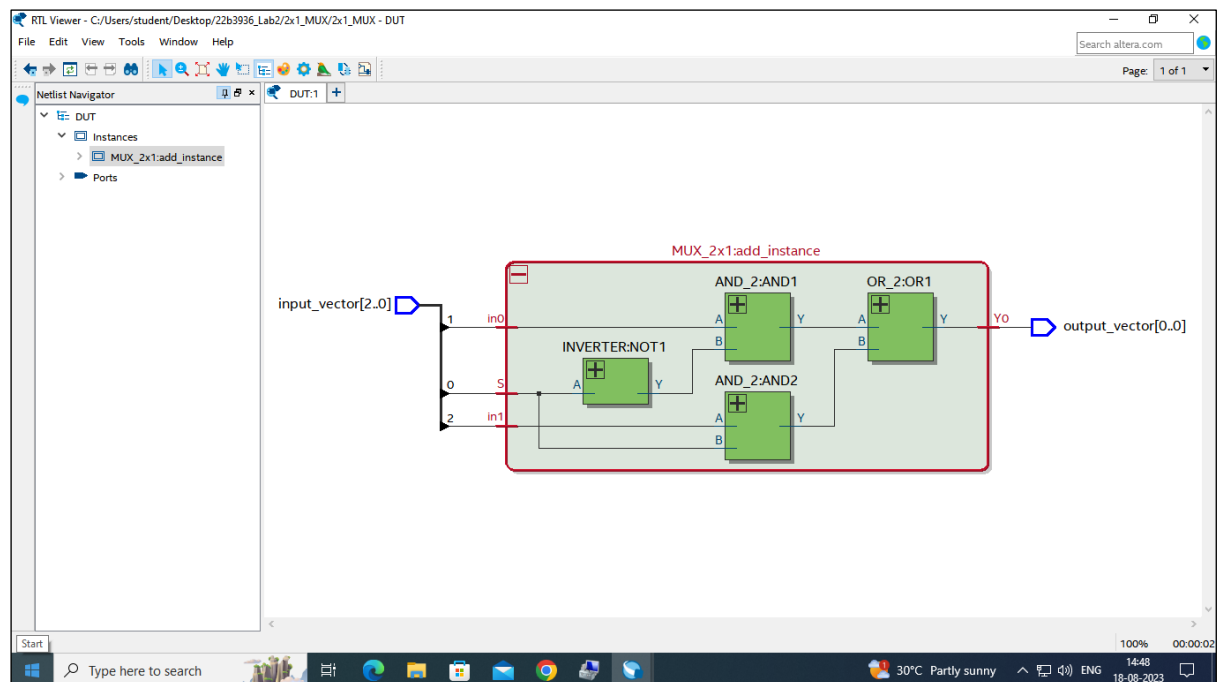 RTL Viewer - C:/Users/student/Desktop/22b3936_Lab2/2x1_MUX/2x1_MUX - DUT
File Edit View Tools Window Help
Search altera.com
Page: 1 of 1
Netlist Navigator
DUT:1
DUT
Instances
MUX_2x1:add_instance
Ports
MUX_2x1:add_instance
AND_2:AND1 OR_2:OR1
input_vector[2..0]
1 in0 A Y A Y Y0 output_vector[0..0]
B B
INVERTER:NOT1
0 S A Y AND_2:AND2
2 in1 A Y
B
Start
100% 00:00:02
Type here to search
30°C Partly sunny
ENG
14:48
18-08-2023